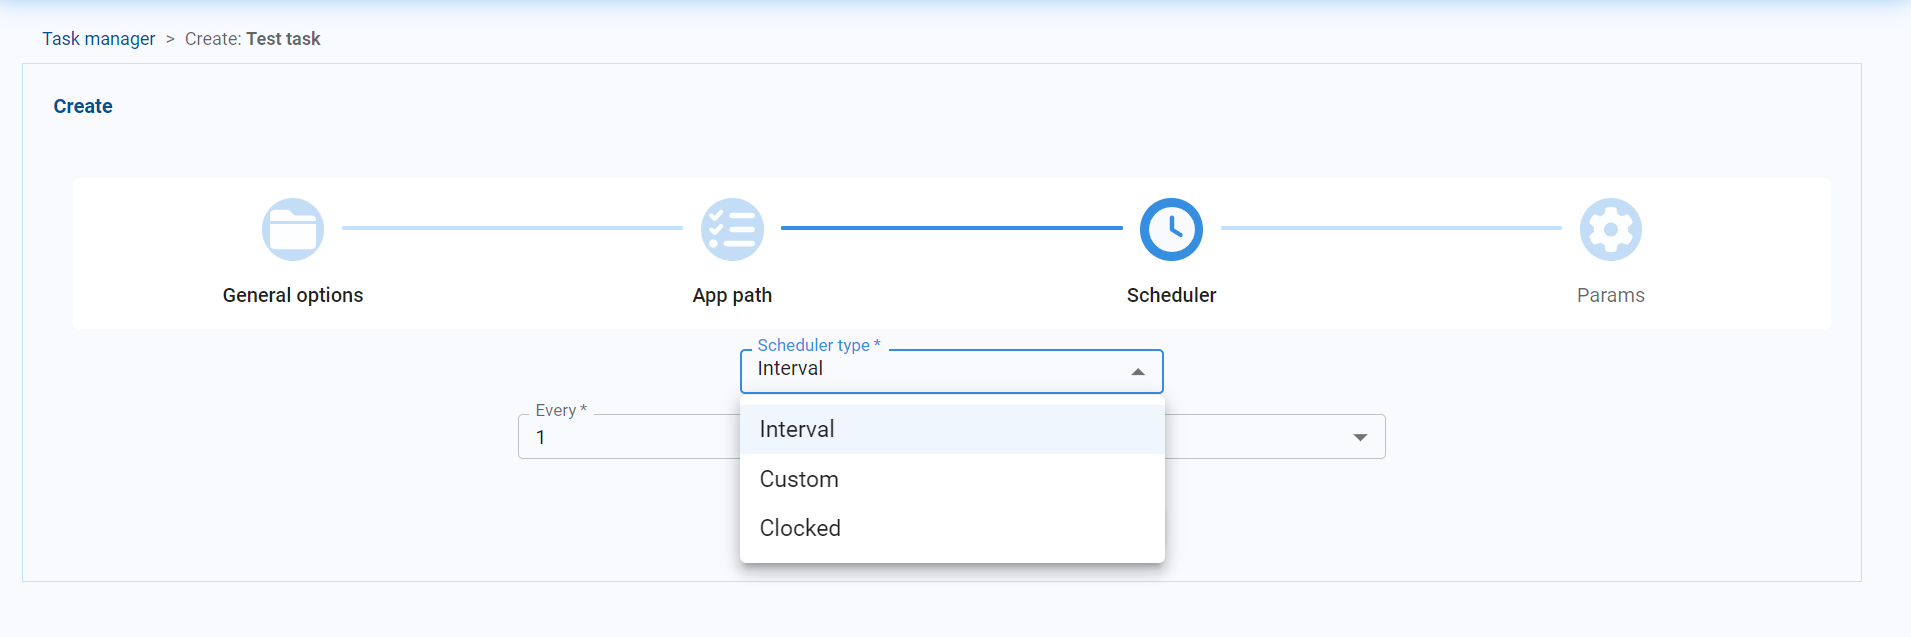 Task manager > Create: Test task
Create
General options
App path
Scheduler
Params
Scheduler type *
Interval
Every *
1
Interval
Custom
Clocked